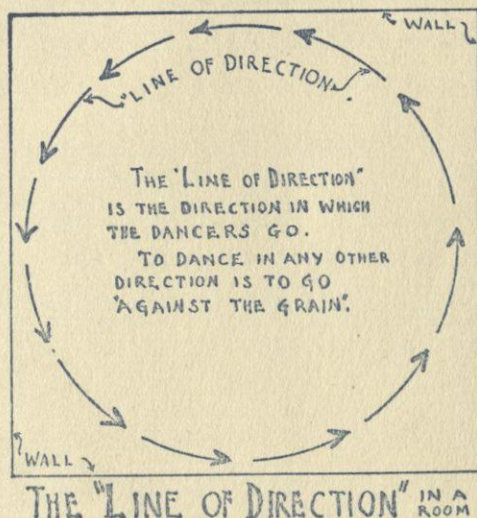 WALL
"LINE OF DIRECTION"
THE "LINE OF DIRECTION"
IS THE DIRECTION IN WHICH
THE DANCERS GO.
TO DANCE IN ANY OTHER
DIRECTION IS TO GO
"AGAINST THE GRAIN".
WALL
THE "LINE OF DIRECTION" IN A ROOM